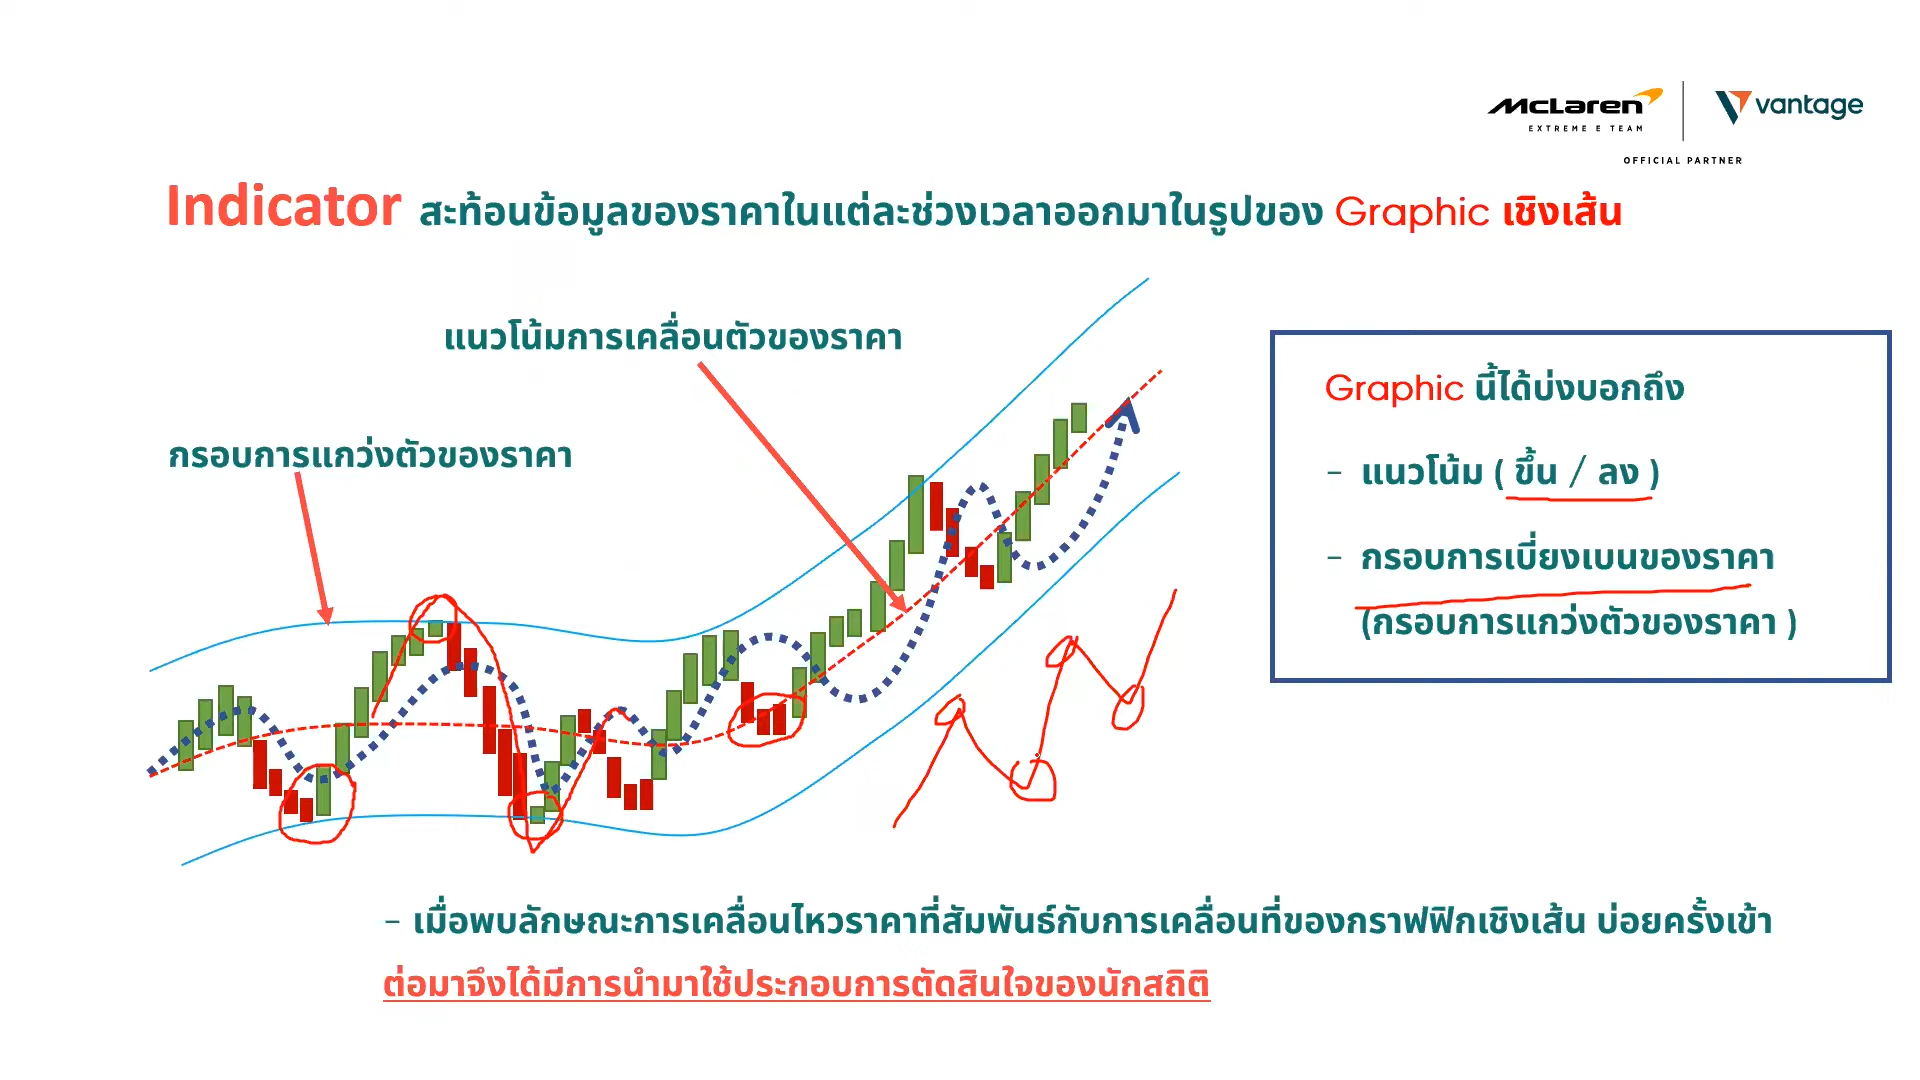 McLaren
EXTREME E TEAM
vantage
OFFICIAL PARTNER
Indicator สะท้อนข้อมูลของราคาในแต่ละช่วงเวลาออกมาในรูปของ Graphic เชิงเส้น
แนวโน้มการเคลื่อนตัวของราคา
กรอบการแกว่งตัวของราคา
Graphic นี้ได้บ่งบอกถึง
- แนวโน้ม ( ขึ้น / ลง )
- กรอบการเบี่ยงเบนของราคา
(กรอบการแกว่งตัวของราคา )
- เมื่อพบลักษณะการเคลื่อนไหวราคาที่สัมพันธ์กับการเคลื่อนที่ของกราฟฟิกเชิงเส้น บ่อยครั้งเข้า
ต่อมาจึงได้มีการนำมาใช้ประกอบการตัดสินใจของนักสถิติ